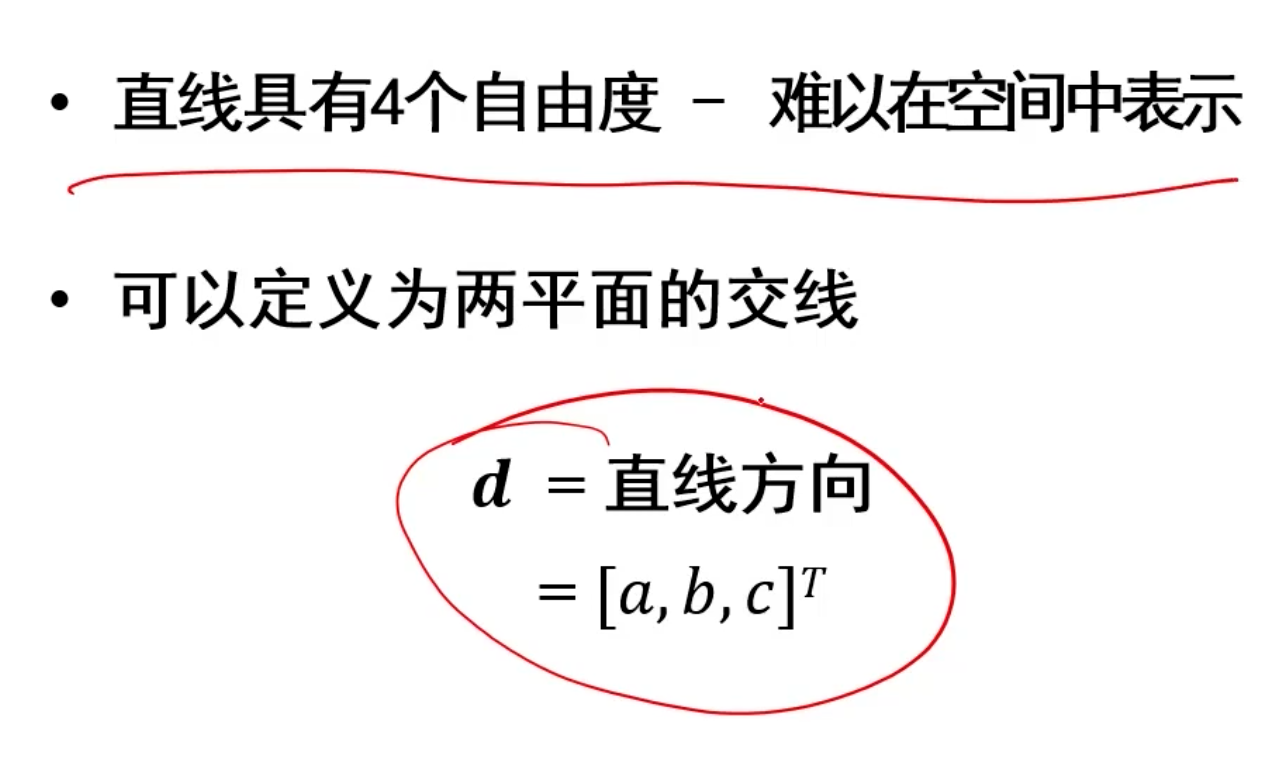 • 直线具有4个自由度 – 难以在空间中表示
• 可以定义为两平面的交线
d = 直线方向
= [a, b, c]ᵀ